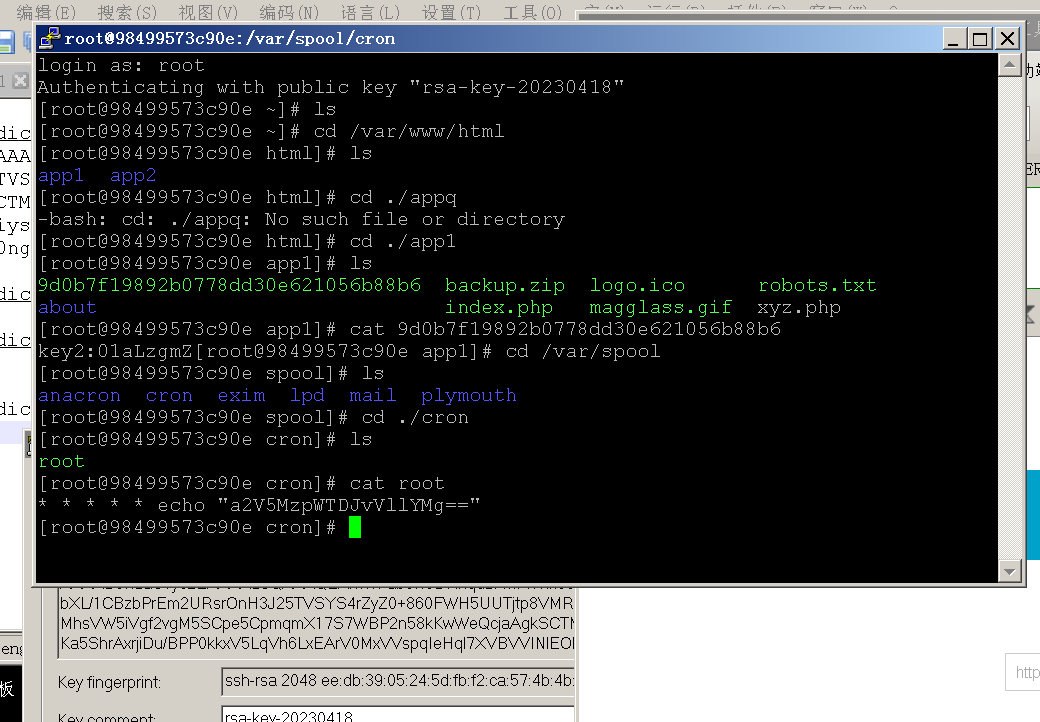 编辑(E) 搜索(S) 视图(V) 编码(N) 语言(L) 设置(T) 工具(O)
root@98499573c90e:/var/spool/cron
login as: root
Authenticating with public key "rsa-key-20230418"
[root@98499573c90e ~]# ls
[root@98499573c90e ~]# cd /var/www/html
[root@98499573c90e html]# ls
app1 app2
[root@98499573c90e html]# cd ./appq
-bash: cd: ./appq: No such file or directory
[root@98499573c90e html]# cd ./app1
[root@98499573c90e app1]# ls
9d0b7f19892b0778dd30e621056b88b6 backup.zip logo.ico robots.txt
about index.php magglass.gif xyz.php
[root@98499573c90e app1]# cat 9d0b7f19892b0778dd30e621056b88b6
key2:01aLzgmZ[root@98499573c90e app1]# cd /var/spool
[root@98499573c90e spool]# ls
anacron cron exim lpd mail plymouth
[root@98499573c90e spool]# cd ./cron
[root@98499573c90e cron]# ls
root
[root@98499573c90e cron]# cat root
* * * * * echo "a2V5MzpWTDJvVllYMg=="
[root@98499573c90e cron]#
dic
AAA
TVS
CTM
iys
0ng
dic
dic
dic
bXL/1CBzbPrEm2URsrOnH3J25TVSYS4rZyZ0+860FWH5UUTjtp8VMR
MhsVW5iVgf2vgM5SCpe5CpmqmX17S7WBP2n58kKwWeQcjaAgkSCTM
Ka5ShrAxrjiDu/BPP0kkxV5LqVh6LxEArV0MxVVspqIeHqI7XVBVVINIEOI
Key fingerprint: ssh-rsa 2048 ee:db:39:05:24:5d:fb:f2:ca:57:4b:4b:
Key comment: rsa-key-20230418
板
http